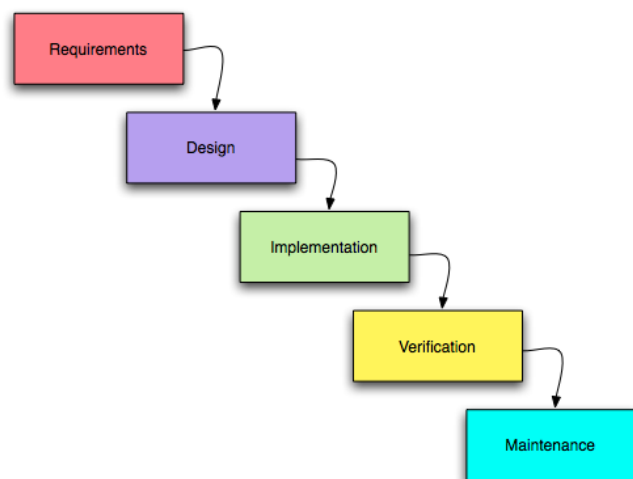 Requirements
Design
Implementation
Verification
Maintenance